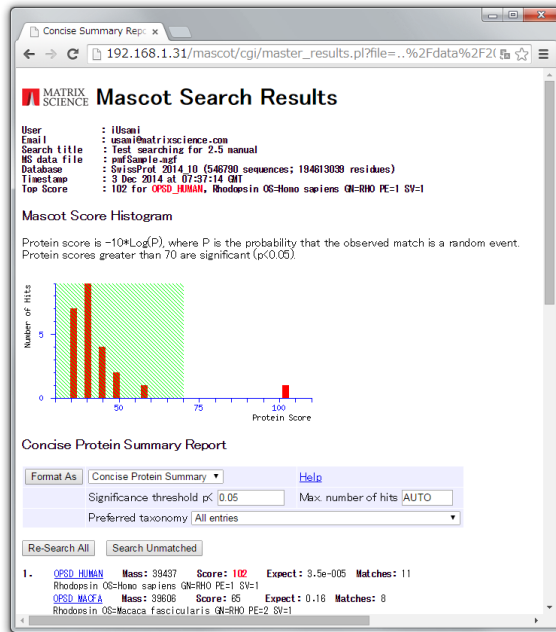 Concise Summary Repo x
192.168.1.31/mascot/cgi/master_results.pl?file=..%2Fdata%2F2
MATRIX SCIENCE Mascot Search Results
User : iUsami
Email : usami@matrixscience.com
Search title : Test searching for 2-5 manual
MS data file : pmfSample.mgf
Database : SwissProt 2014_10 (546790 sequences; 194613039 residues)
Timestamp : 3 Dec 2014 at 07:37:14 GMT
Top Score : 102 for OPSD_HUMAN, Rhodopsin OS=Homo sapiens GN=RHO PE=1 SV=1
Mascot Score Histogram
Protein score is -10*Log(P), where P is the probability that the observed match is a random event.
Protein scores greater than 70 are significant (p<0.05).
Number of Hits
5
0
50 75 100
Protein Score
Concise Protein Summary Report
Format As Concise Protein Summary Help
Significance threshold p< 0.05 Max. number of hits AUTO
Preferred taxonomy All entries
Re-Search All Search Unmatched
1. OPSD_HUMAN Mass: 39437 Score: 102 Expect: 3.5e-005 Matches: 11
Rhodopsin OS=Homo sapiens GN=RHO PE=1 SV=1
OPSD_MACFA Mass: 39606 Score: 65 Expect: 0.16 Matches: 8
Rhodopsin OS=Macaca fascicularis GN=RHO PE=2 SV=1